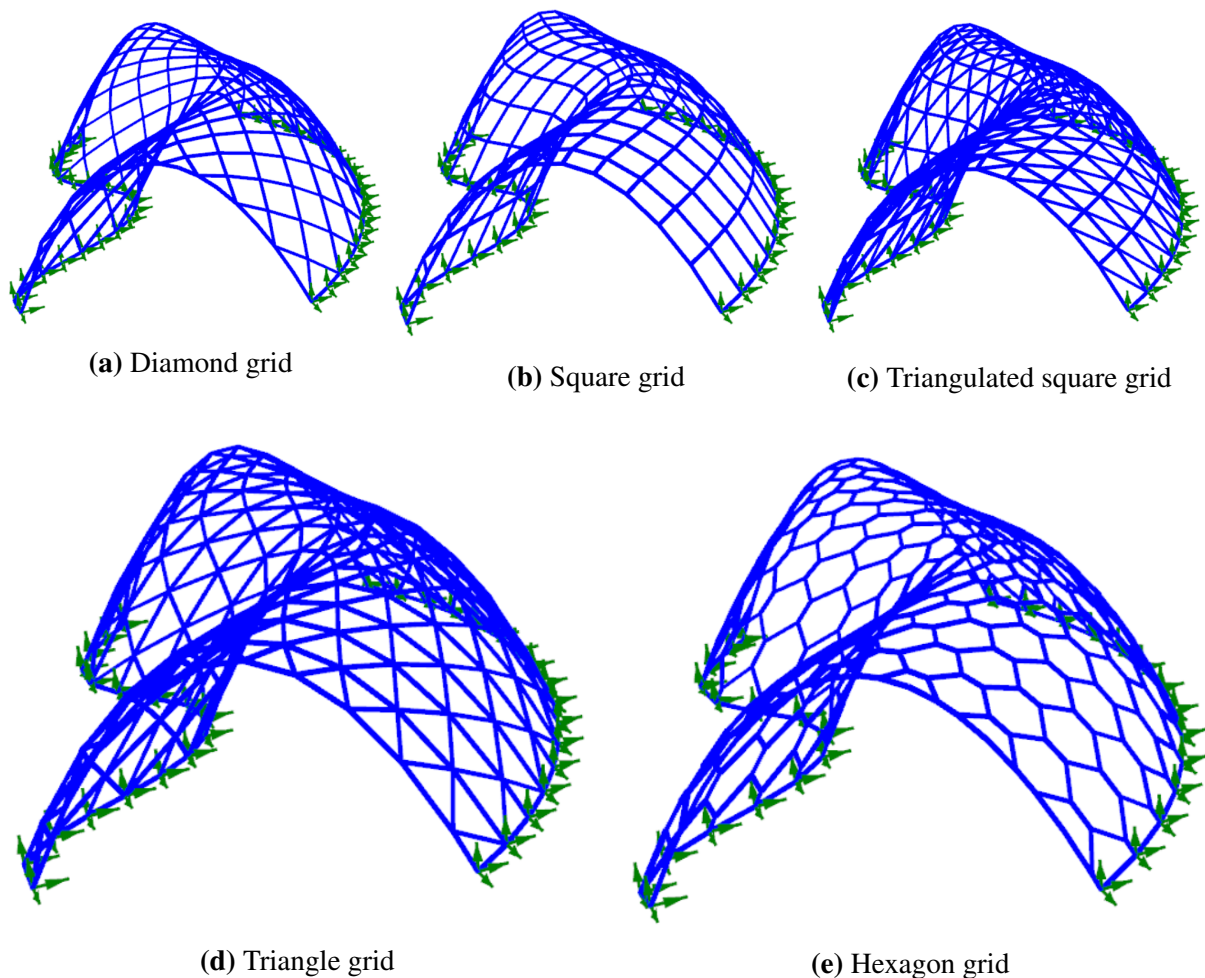 (a) Diamond grid
(b) Square grid
(c) Triangulated square grid
(d) Triangle grid
(e) Hexagon grid